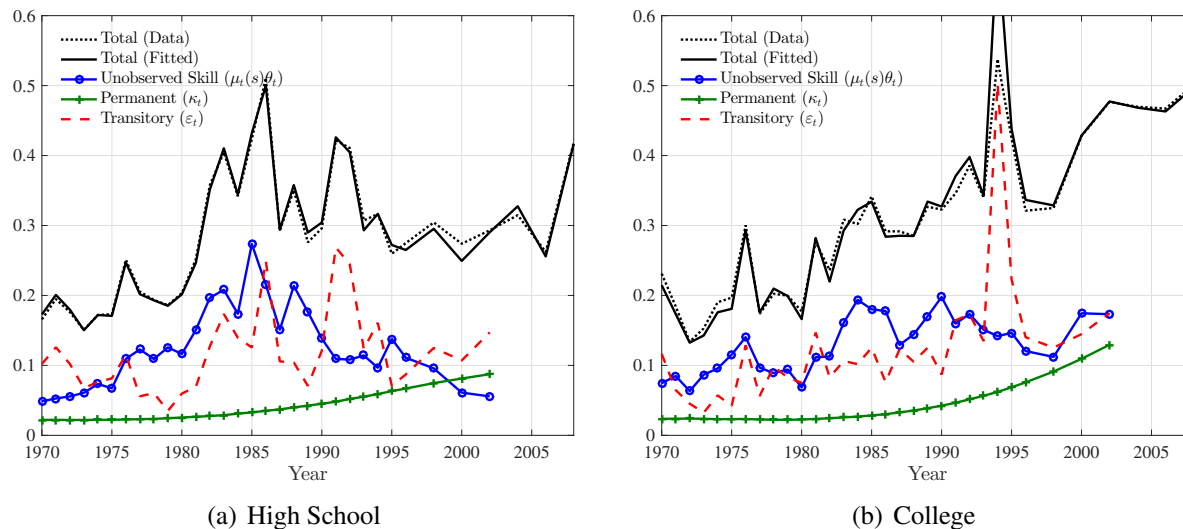 0.6
0.5
0.4
0.3
0.2
0.1
0
Total (Data)
Total (Fitted)
Unobserved Skill (μₜ(s)θₜ)
Permanent (κₜ)
Transitory (εₜ)
1970 1975 1980 1985 1990 1995 2000 2005
Year
(a) High School
0.6
0.5
0.4
0.3
0.2
0.1
0
Total (Data)
Total (Fitted)
Unobserved Skill (μₜ(s)θₜ)
Permanent (κₜ)
Transitory (εₜ)
1970 1975 1980 1985 1990 1995 2000 2005
Year
(b) College